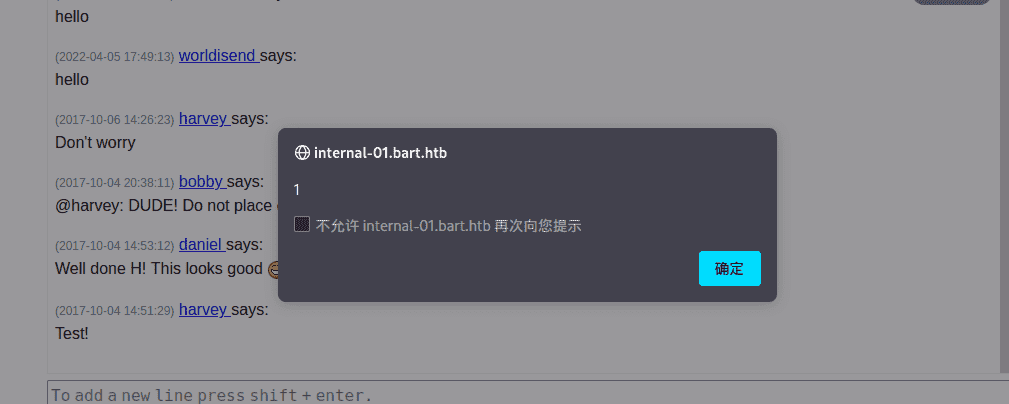 hello
(2022-04-05 17:49:13) worldisend says:
hello
(2017-10-06 14:26:23) harvey says:
Don't worry
(2017-10-04 20:38:11) bobby says:
@harvey: DUDE! Do not place
(2017-10-04 14:53:12) daniel says:
Well done H! This looks good
(2017-10-04 14:51:29) harvey says:
Test!
internal-01.bart.htb
1
不允许 internal-01.bart.htb 再次向您提示
确定
To add a new line press shift + enter.